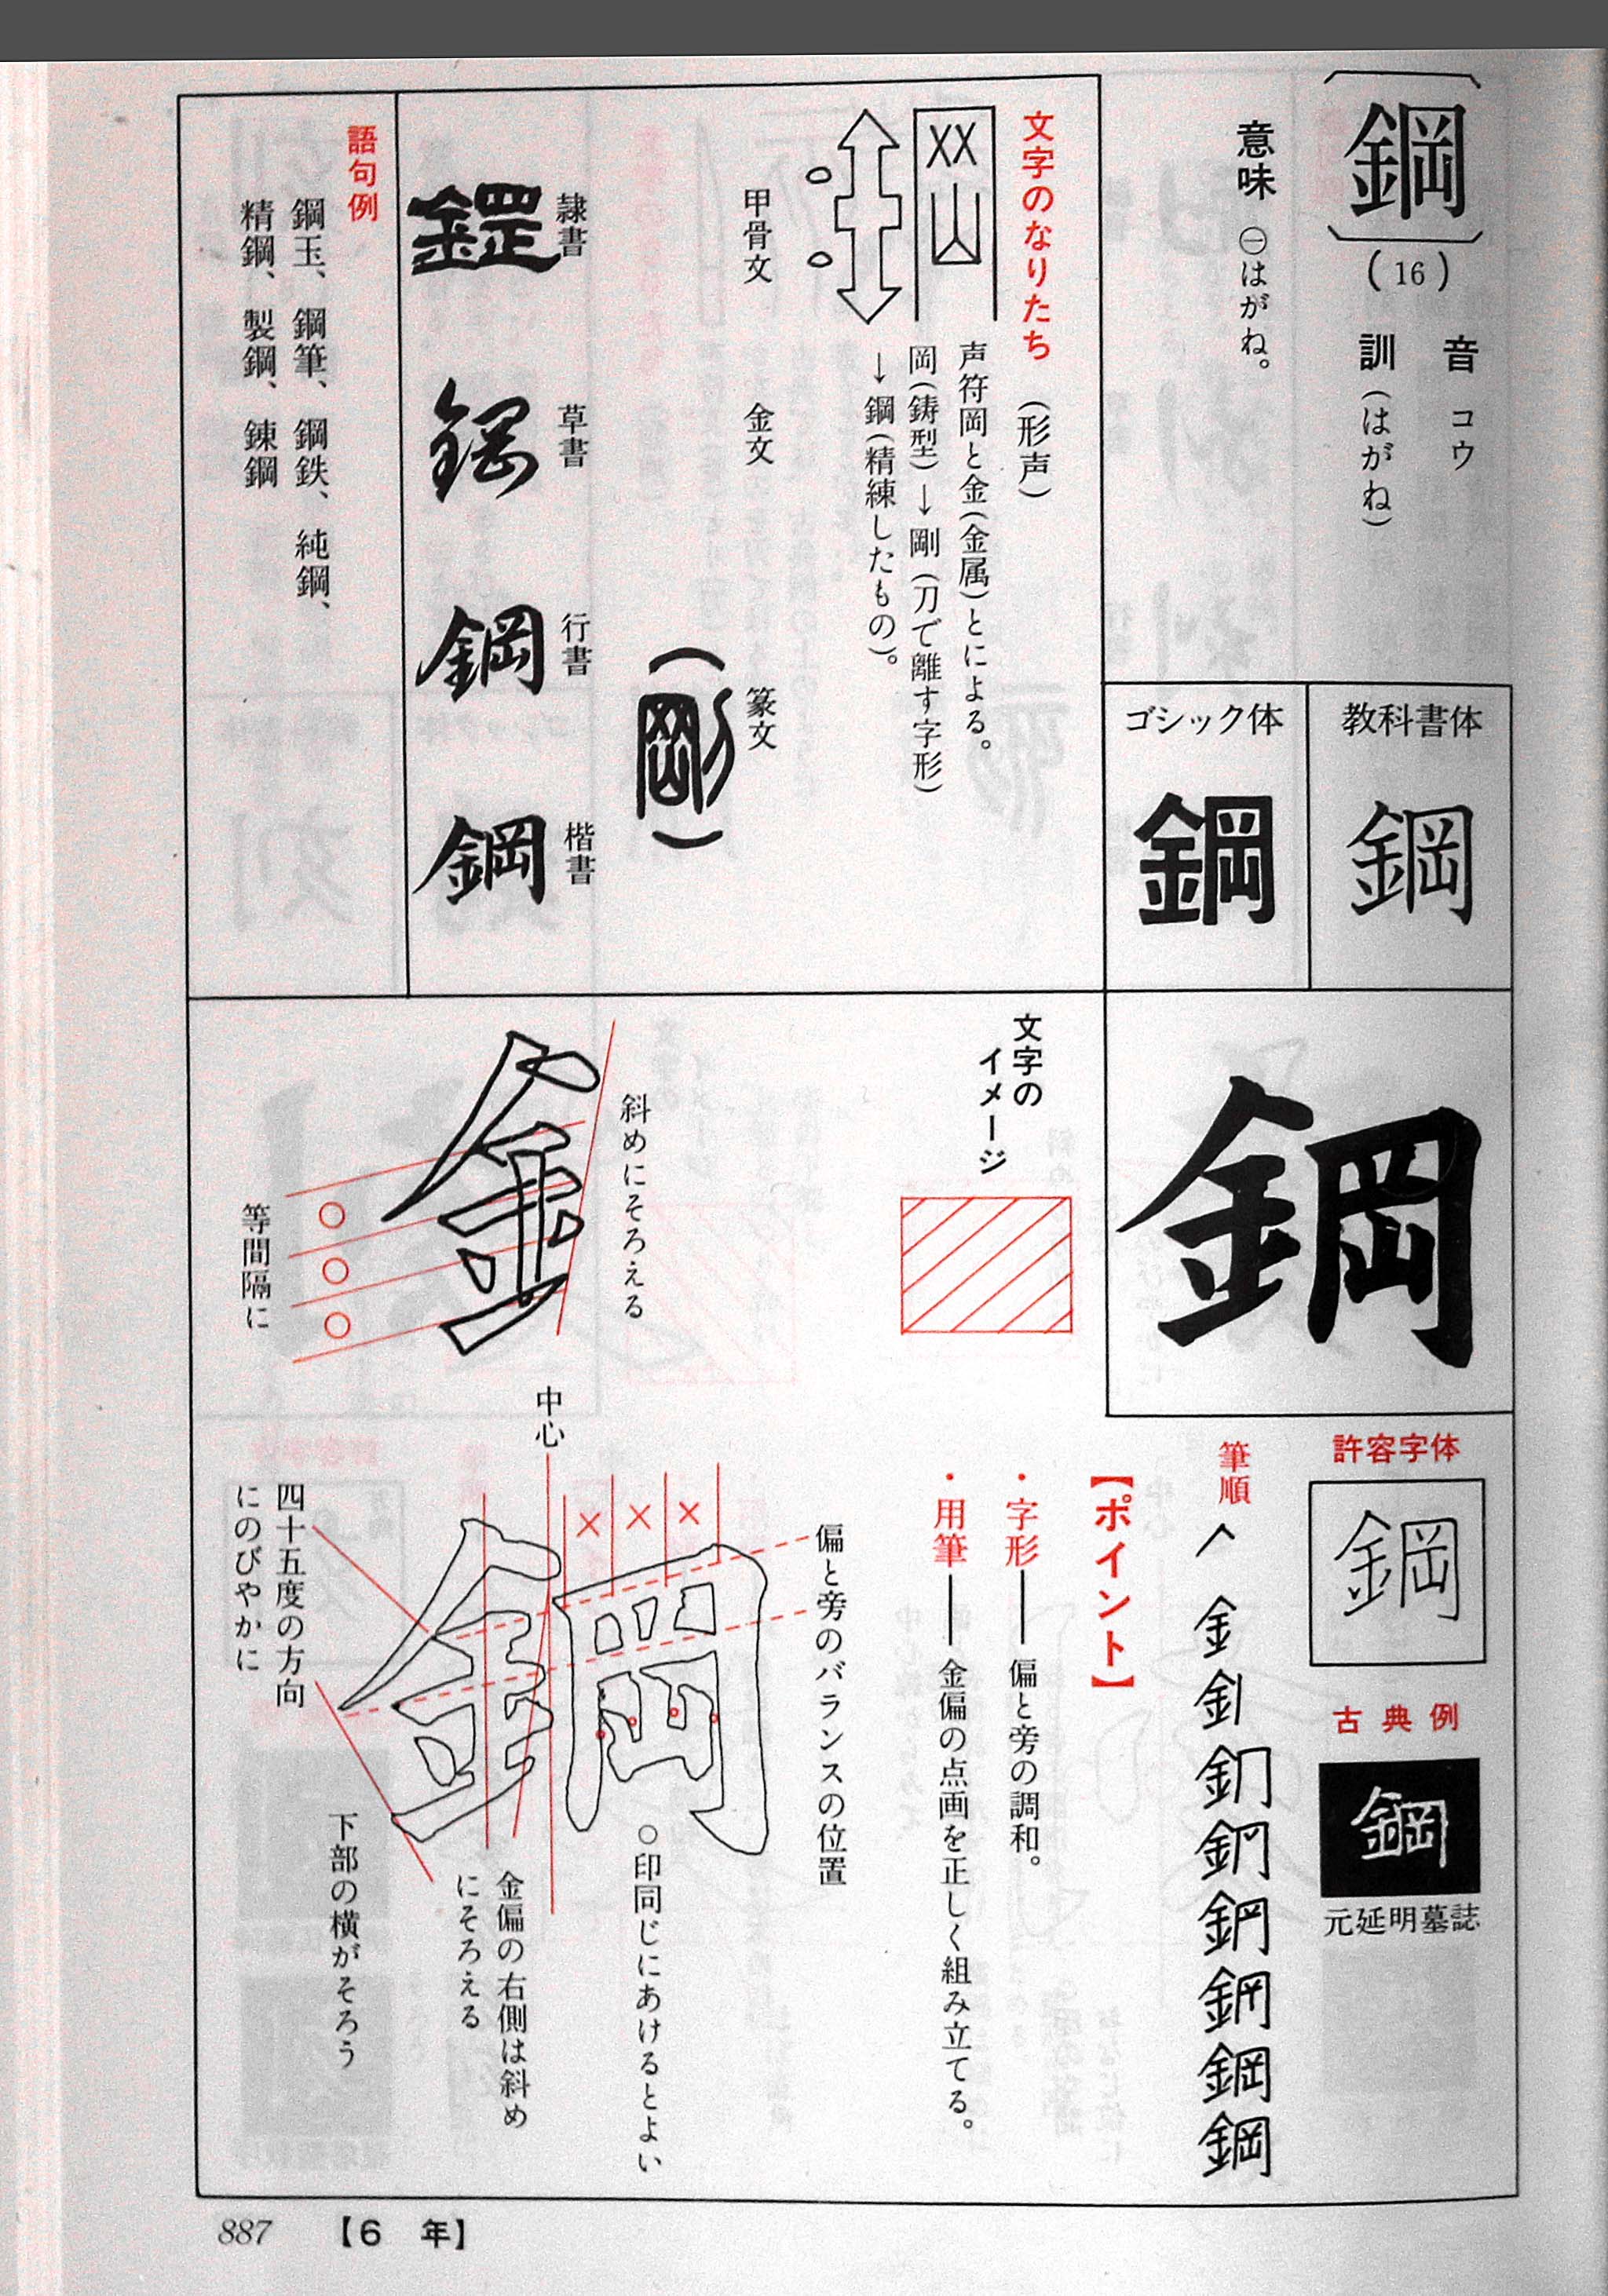 〔鋼〕(16)
音 コウ
訓 (はがね)
意味 ㊀はがね。
教科書体
鋼
ゴシック体
鋼
文字のなりたち (形声)
声符岡と金(金属)とによる。
岡(鋳型)→剛(刀で離す字形)
→鋼(精練したもの)。
甲骨文
金文
篆文
(剛)
隷書
鋼
草書
鋼
行書
鋼
楷書
鋼
語句例
鋼玉、鋼筆、鋼鉄、純鋼、
精鋼、製鋼、錬鋼
鋼
許容字体
鋼
古典例
鋼
元延明墓誌
筆順
鋼
【ポイント】
・字形――偏と旁の調和。
・用筆――金偏の点画を正しく組み立てる。
文字の
イメージ
斜めにそろえる
等間隔に
中心
偏と旁のバランスの位置
○印同じにあけるとよい
金偏の右側は斜め
にそろえる
下部の横がそろう
四十五度の方向
にのびやかに
887 【6 年】